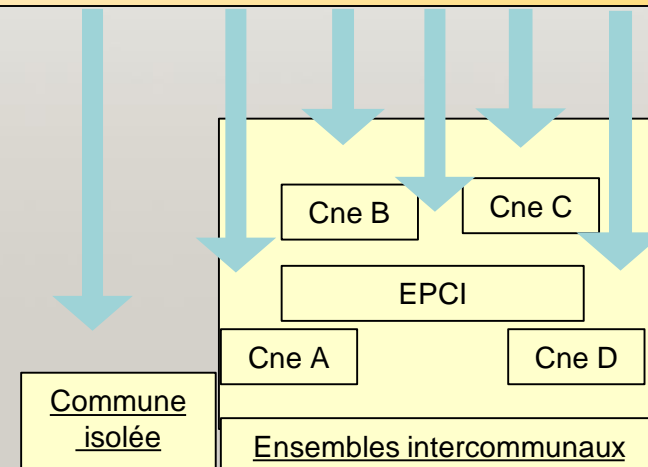 Cne B
Cne C
EPCI
Cne A
Cne D
Commune
isolée
Ensembles intercommunaux